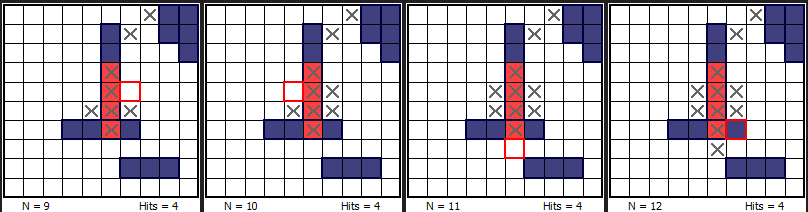 N = 9 Hits = 4
N = 10 Hits = 4
N = 11 Hits = 4
N = 12 Hits = 4